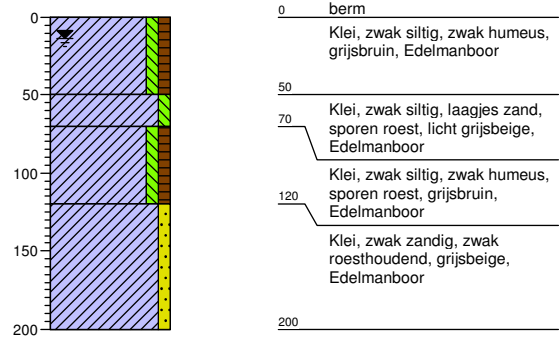 0
50
100
150
200
0 berm
Klei, zwak siltig, zwak humeus,
grijsbruin, Edelmanboor
50
Klei, zwak siltig, laagjes zand,
70
sporen roest, licht grijsbeige,
Edelmanboor
Klei, zwak siltig, zwak humeus,
120
sporen roest, grijsbruin,
Edelmanboor
Klei, zwak zandig, zwak
roesthoudend, grijsbeige,
Edelmanboor
200